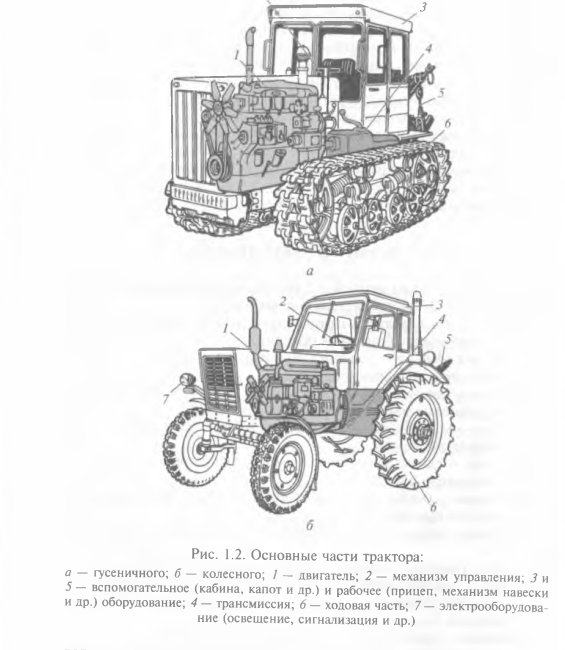 3
1
4
5
6
а
2
3
1
4
5
7
6
б
Рис. 1.2. Основные части трактора:
а — гусеничного; б — колесного; 1 — двигатель; 2 — механизм управления; 3 и
5 — вспомогательное (кабина, капот и др.) и рабочее (прицеп, механизм навески
и др.) оборудование; 4 — трансмиссия; 6 — ходовая часть; 7 — электрооборудова-
ние (освещение, сигнализация и др.)